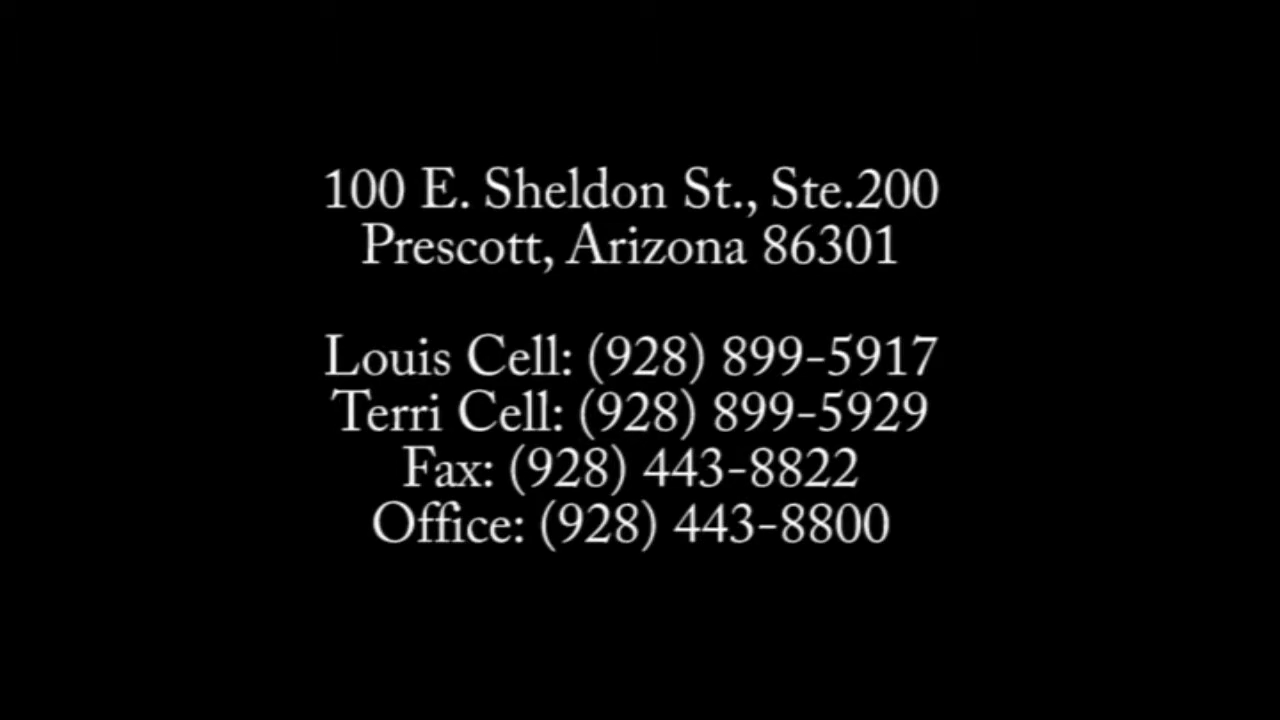 100 E. Sheldon St., Ste.200
Prescott, Arizona 86301
Louis Cell: (928) 899-5917
Terri Cell: (928) 899-5929
Fax: (928) 443-8822
Office: (928) 443-8800